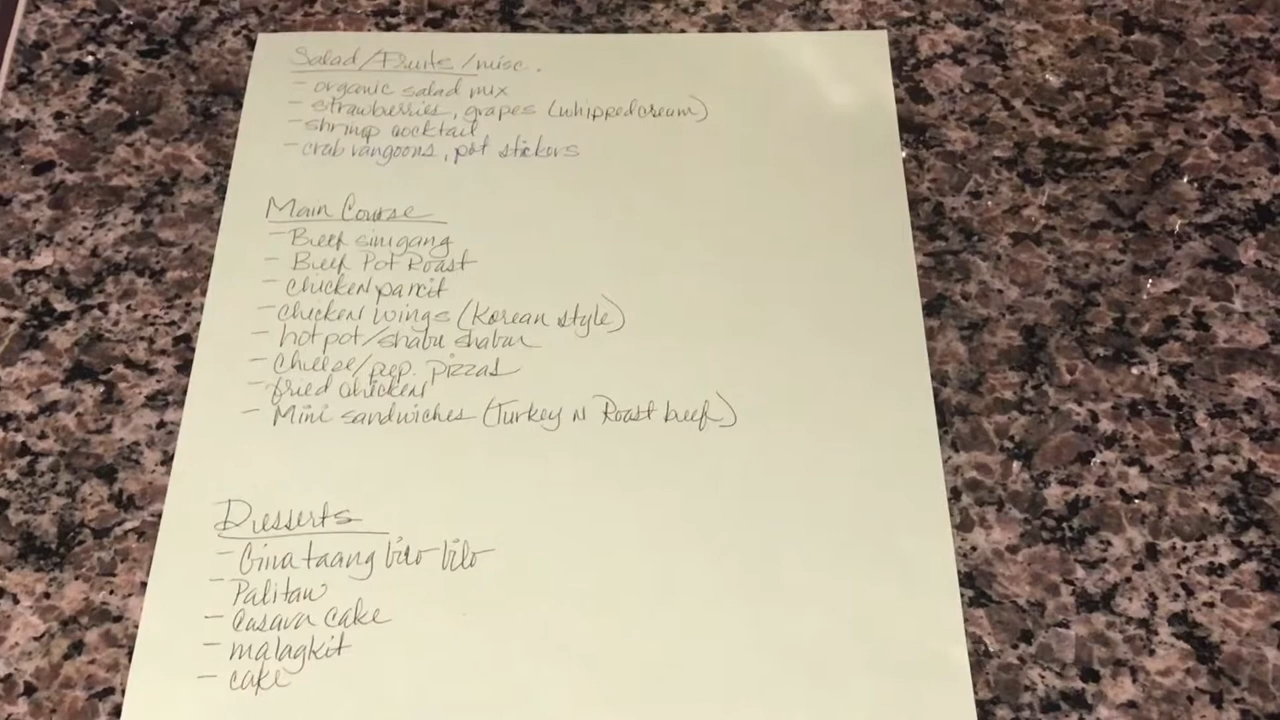 Salad/Fruits/misc.
- organic salad mix
- strawberries, grapes (whipped cream)
- shrimp cocktail
- crab rangoons, pot stickers
Main Course
- Beef sinigang
- Beef Pot Roast
- chicken pancit
- chicken wings (Korean style)
- hot pot/shabu shabu
- cheese/pep. pizzas
- fried chicken
- Mini sandwiches (Turkey N Roast beef)
Desserts
- Gina taang bilo bilo
- Palitaw
- Casava cake
- malagkit
- cake